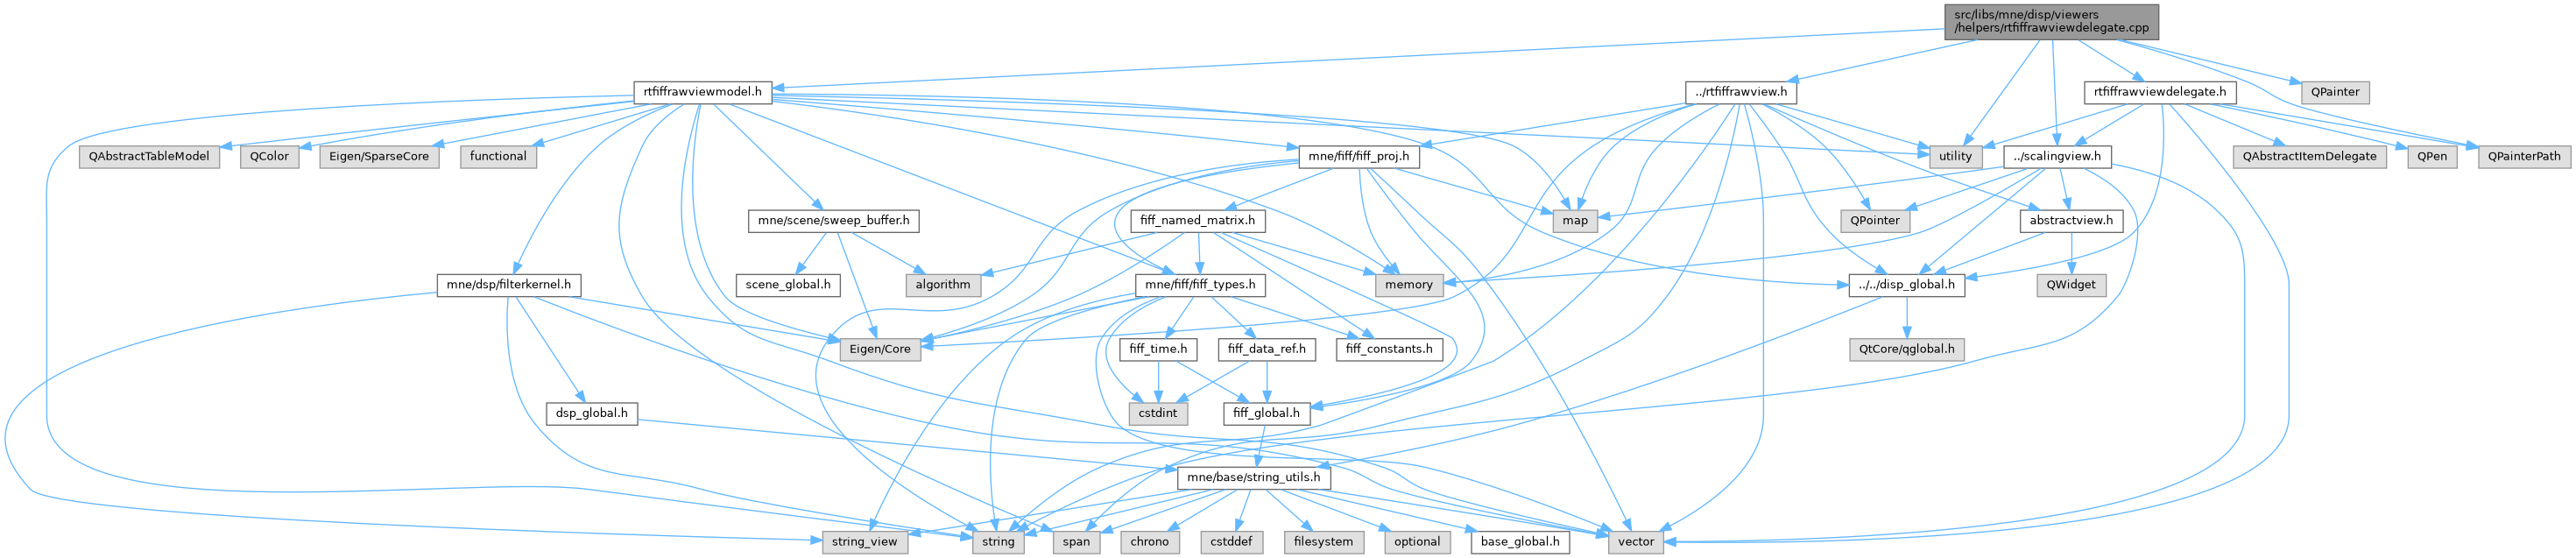 src/libs/mne/disp/viewers
/helpers/rtfiffrawviewdelegate.cpp
rtfiffrawviewmodel.h
../rtfiffrawview.h
rtfiffrawviewdelegate.h
QPainter
QAbstractTableModel
QColor
Eigen/SparseCore
functional
mne/fiff/fiff_proj.h
utility
../scalingview.h
QAbstractItemDelegate
QPen
QPainterPath
mne/scene/sweep_buffer.h
fiff_named_matrix.h
map
QPointer
abstractview.h
mne/dsp/filterkernel.h
scene_global.h
algorithm
mne/fiff/fiff_types.h
memory
../../disp_global.h
QWidget
Eigen/Core
fiff_time.h
fiff_data_ref.h
fiff_constants.h
QtCore/qglobal.h
dsp_global.h
cstdint
fiff_global.h
mne/base/string_utils.h
string_view
string
span
chrono
cstddef
filesystem
optional
base_global.h
vector